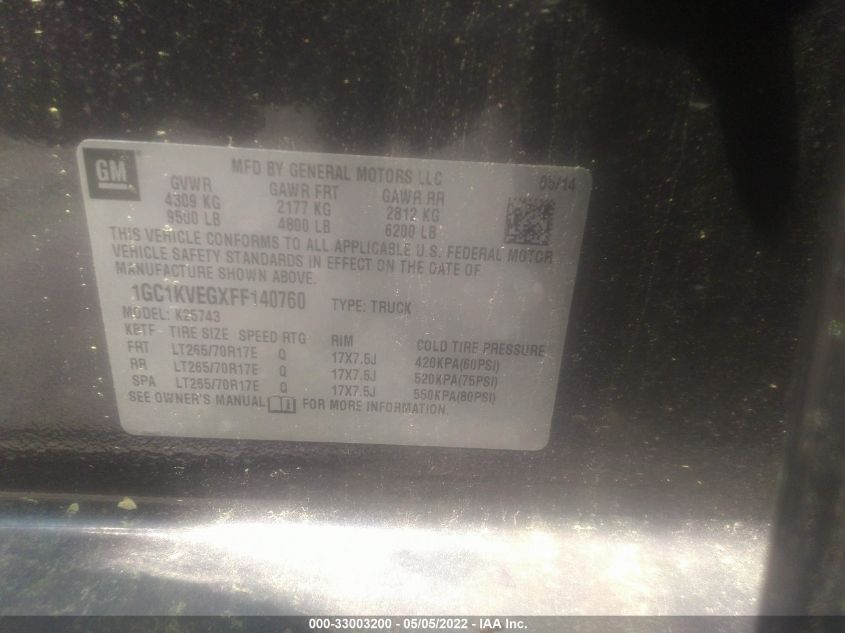 GM
MFD BY GENERAL MOTORS LLC 05/14
GVWR GAWR FRT GAWR RR
4309 KG 2177 KG 2812 KG
9500 LB 4800 LB 6200 LB
THIS VEHICLE CONFORMS TO ALL APPLICABLE U.S. FEDERAL MOTOR
VEHICLE SAFETY STANDARDS IN EFFECT ON THE DATE OF
MANUFACTURE SHOWN ABOVE.
1GC1KVEGXFF140760 TYPE: TRUCK
MODEL: K25743
KPTF TIRE SIZE SPEED RTG RIM COLD TIRE PRESSURE
FRT LT265/70R17E Q 17X7.5J 420KPA(60PSI)
RR LT265/70R17E Q 17X7.5J 520KPA(75PSI)
SPA LT265/70R17E Q 17X7.5J 550KPA(80PSI)
SEE OWNER'S MANUAL FOR MORE INFORMATION.
000-33003200 - 05/05/2022 - IAA Inc.